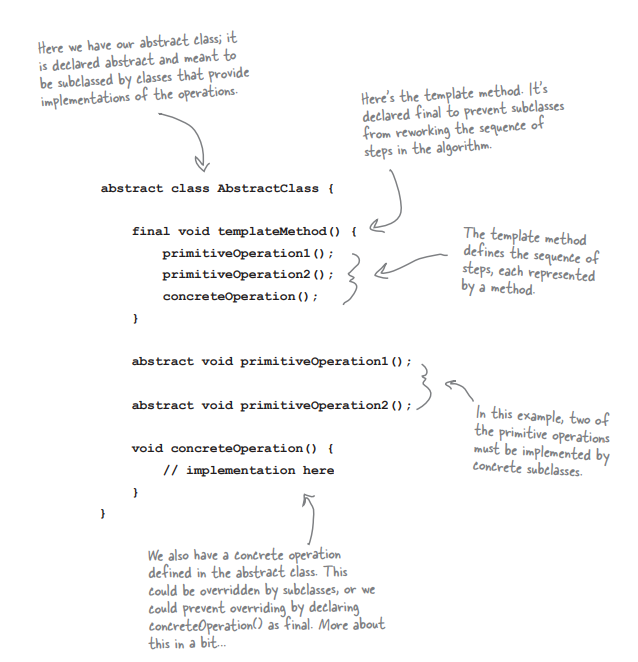 Here we have our abstract class; it
is declared abstract and meant to
be subclassed by classes that provide
implementations of the operations.
Here's the template method. It's
declared final to prevent subclasses
from reworking the sequence of
steps in the algorithm.
abstract class AbstractClass {
final void templateMethod() {
primitiveOperation1();
primitiveOperation2();
concreteOperation();
}
The template method
defines the sequence of
steps, each represented
by a method.
abstract void primitiveOperation1();
abstract void primitiveOperation2();
In this example, two of
the primitive operations
must be implemented by
concrete subclasses.
void concreteOperation() {
// implementation here
}
}
We also have a concrete operation
defined in the abstract class. This
could be overridden by subclasses, or we
could prevent overriding by declaring
concreteOperation() as final. More about
this in a bit...